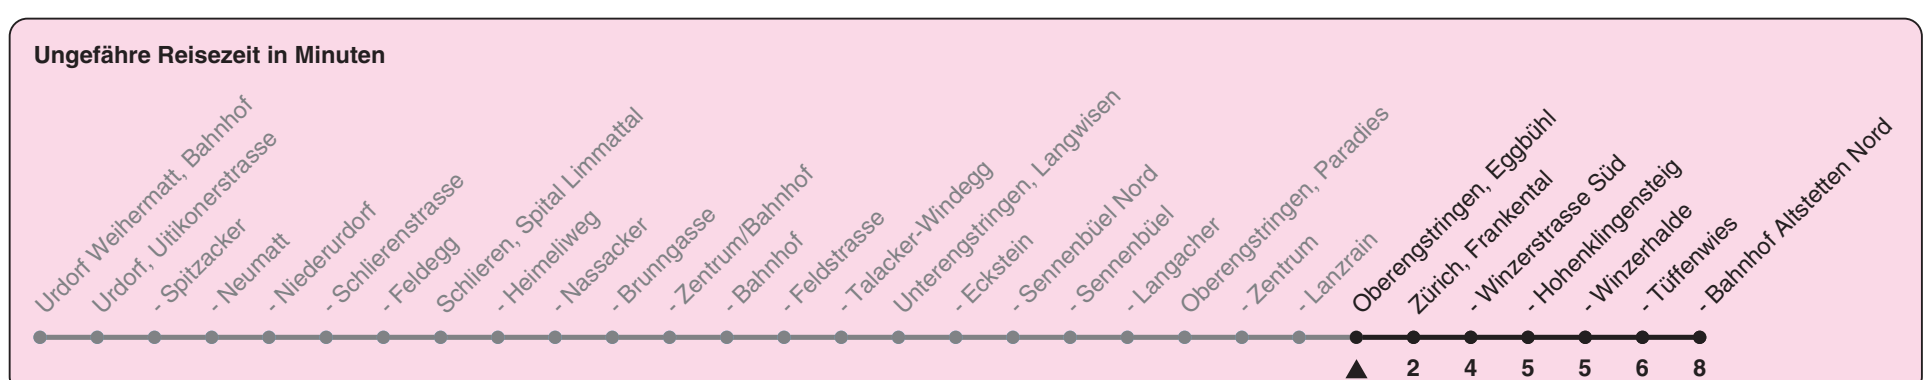 Ungefähre Reisezeit in Minuten
Urdorf Weihermatt, Bahnhof
Urdorf, Uitikonerstrasse
- Spitzacker
- Neumatt
- Niederurdorf
- Schlierenstrasse
- Feldegg
Schlieren, Spital Limmattal
- Heimeliweg
- Nassacker
- Brunngasse
- Zentrum/Bahnhof
- Bahnhof
- Feldstrasse
- Talacker-Windegg
Unterengstringen, Langwisen
- Eckstein
- Sennenbüel Nord
- Sennenbüel
- Langacher
Oberengstringen, Paradies
- Zentrum
- Lanzrain
Oberengstringen, Eggbühl
Zürich, Frankental
- Winzerstrasse Süd
- Hohenklingensteig
- Winzerhalde
- Tüffenwies
- Bahnhof Altstetten Nord
2 4 5 5 6 8